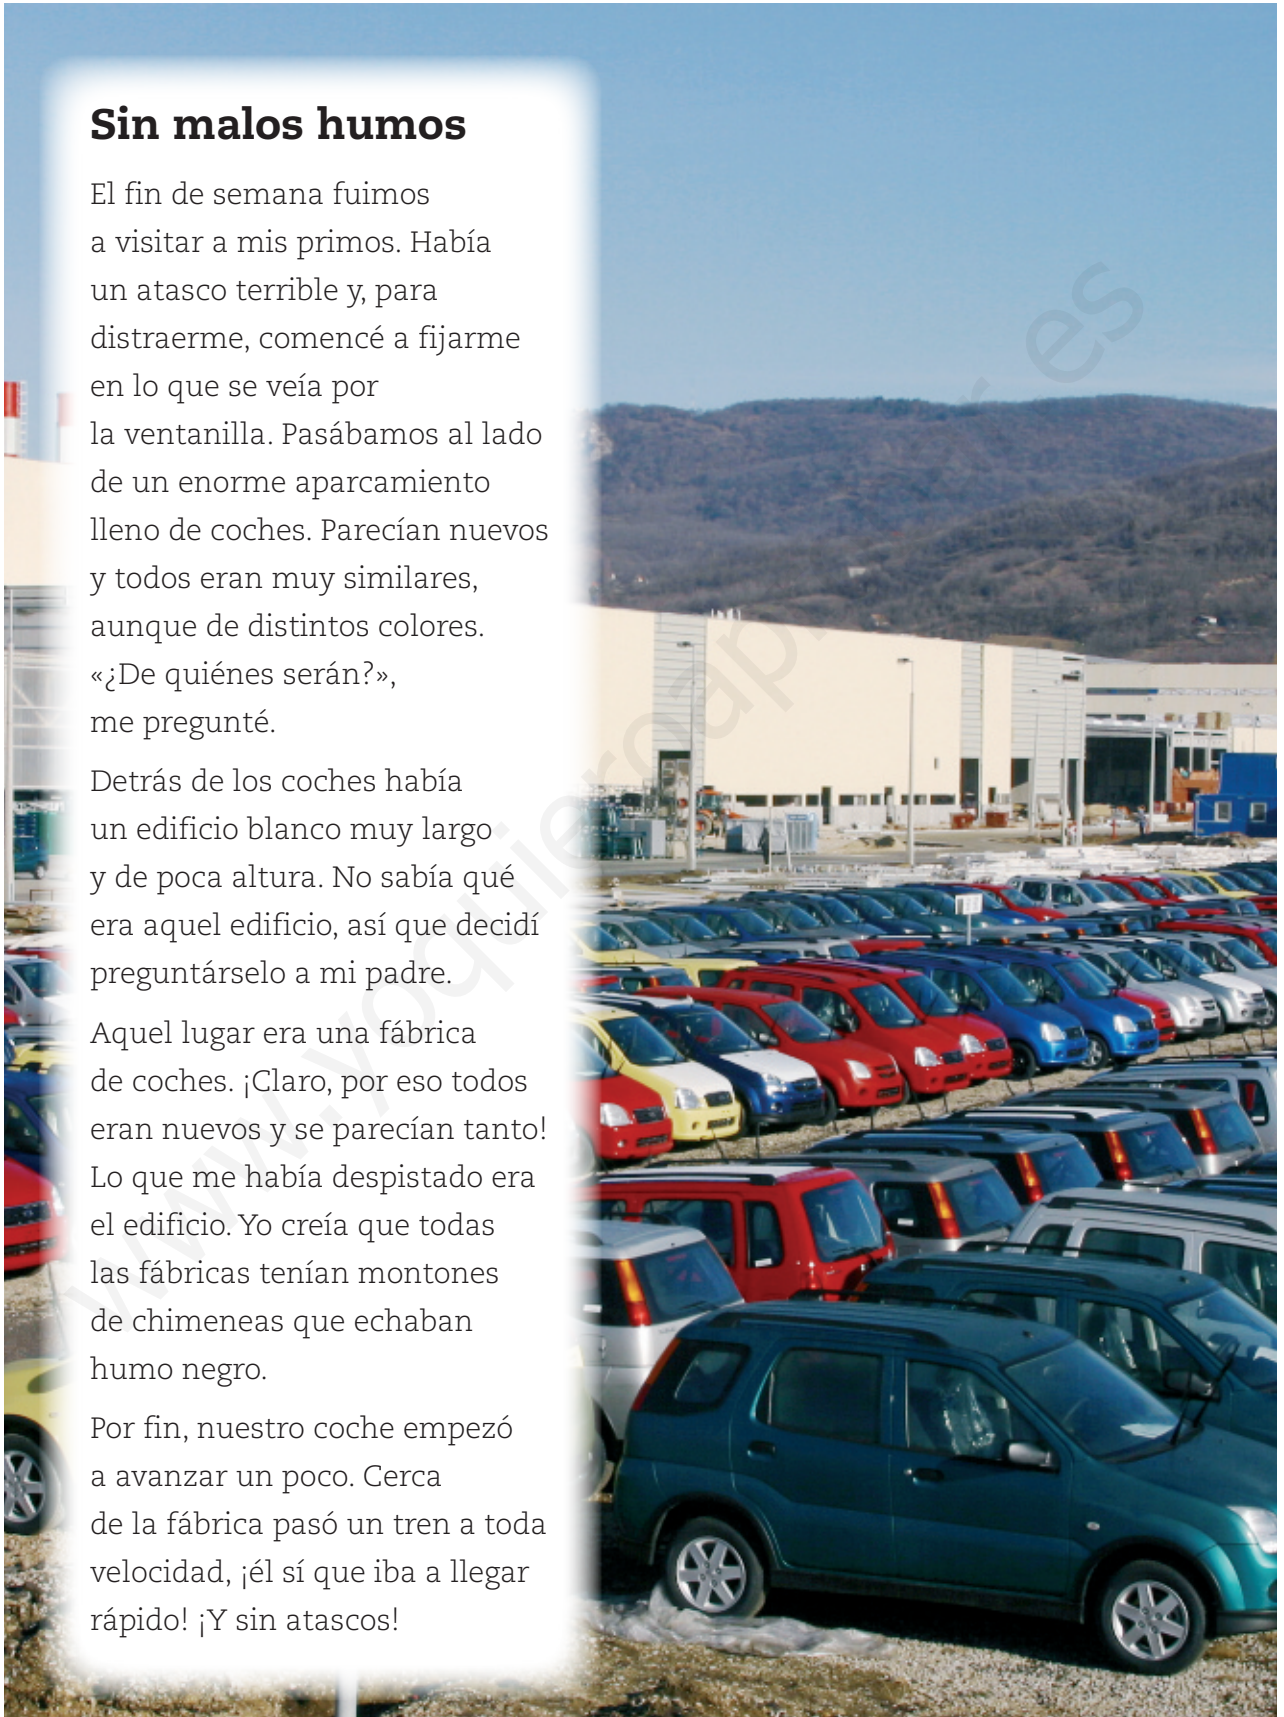 Sin malos humos
El fin de semana fuimos
a visitar a mis primos. Había
un atasco terrible y, para
distraerme, comencé a fijarme
en lo que se veía por
la ventanilla. Pasábamos al lado
de un enorme aparcamiento
lleno de coches. Parecían nuevos
y todos eran muy similares,
aunque de distintos colores.
«¿De quiénes serán?»,
me pregunté.
Detrás de los coches había
un edificio blanco muy largo
y de poca altura. No sabía qué
era aquel edificio, así que decidí
preguntárselo a mi padre.
Aquel lugar era una fábrica
de coches. ¡Claro, por eso todos
eran nuevos y se parecían tanto!
Lo que me había despistado era
el edificio. Yo creía que todas
las fábricas tenían montones
de chimeneas que echaban
humo negro.
Por fin, nuestro coche empezó
a avanzar un poco. Cerca
de la fábrica pasó un tren a toda
velocidad, ¡él sí que iba a llegar
rápido! ¡Y sin atascos!